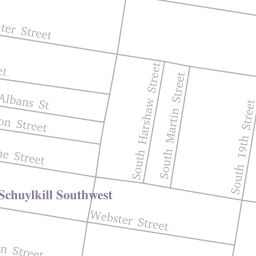 ter Street
et
Albans St
on Street
ne Street
South Harshaw Street
South Martin Street
South 19th Street
Schuylkill Southwest
Webster Street
n Street